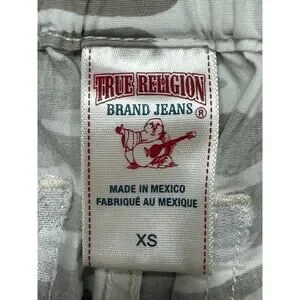 TRUE RELIGION
BRAND JEANS ®
MADE IN MEXICO
FABRIQUÉ AU MEXIQUE
XS